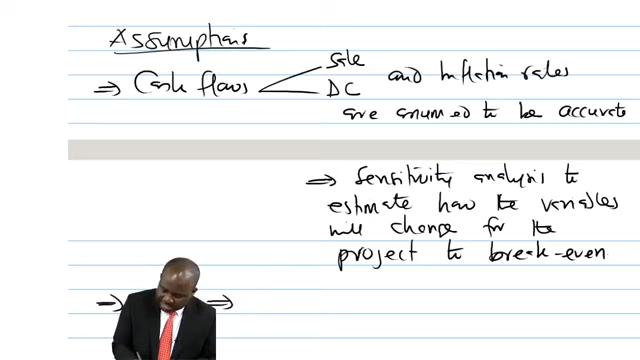 Assumptions
⇒ Cash flows sale DC and inflation rates
are assumed to be accurate
⇒ Sensitivity analysis to
estimate how the variables
will change for the
project to break-even
⇒ ⇒